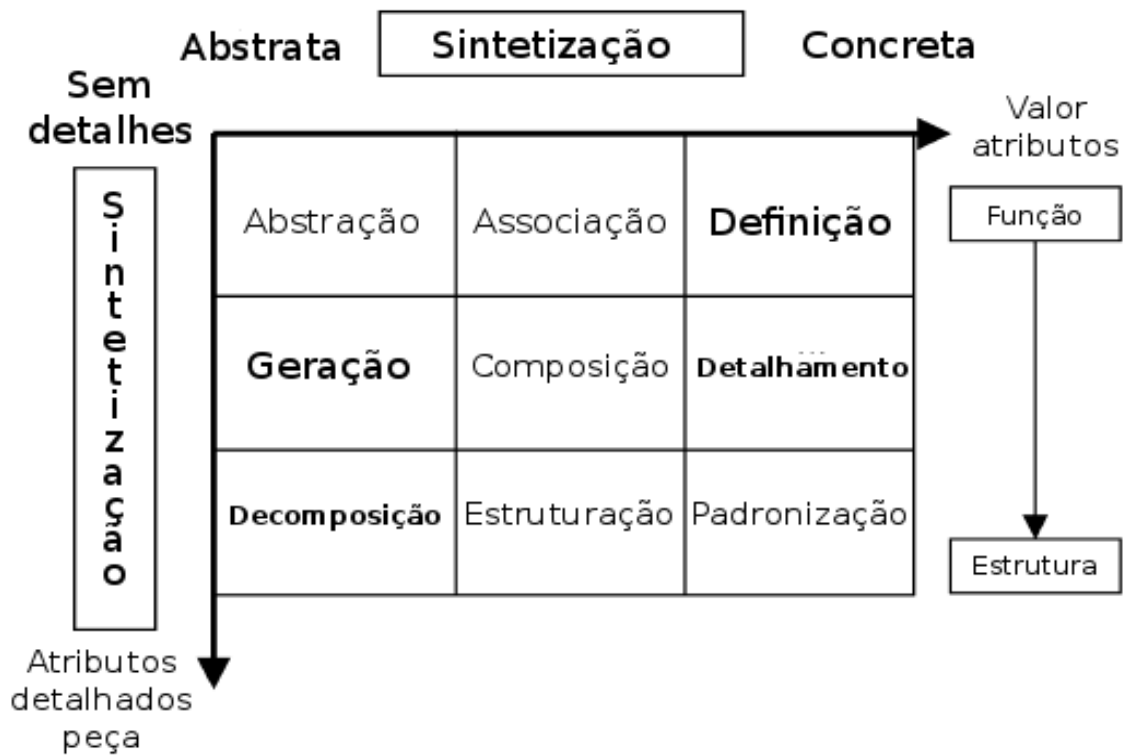 Abstrata Sintetização Concreta
Sem
detalhes
Valor
atributos
Sintetização
Abstração Associação Definição
Função
Geração Composição Detalhamento
Decomposição Estruturação Padronização
Estrutura
Atributos
detalhados
peça